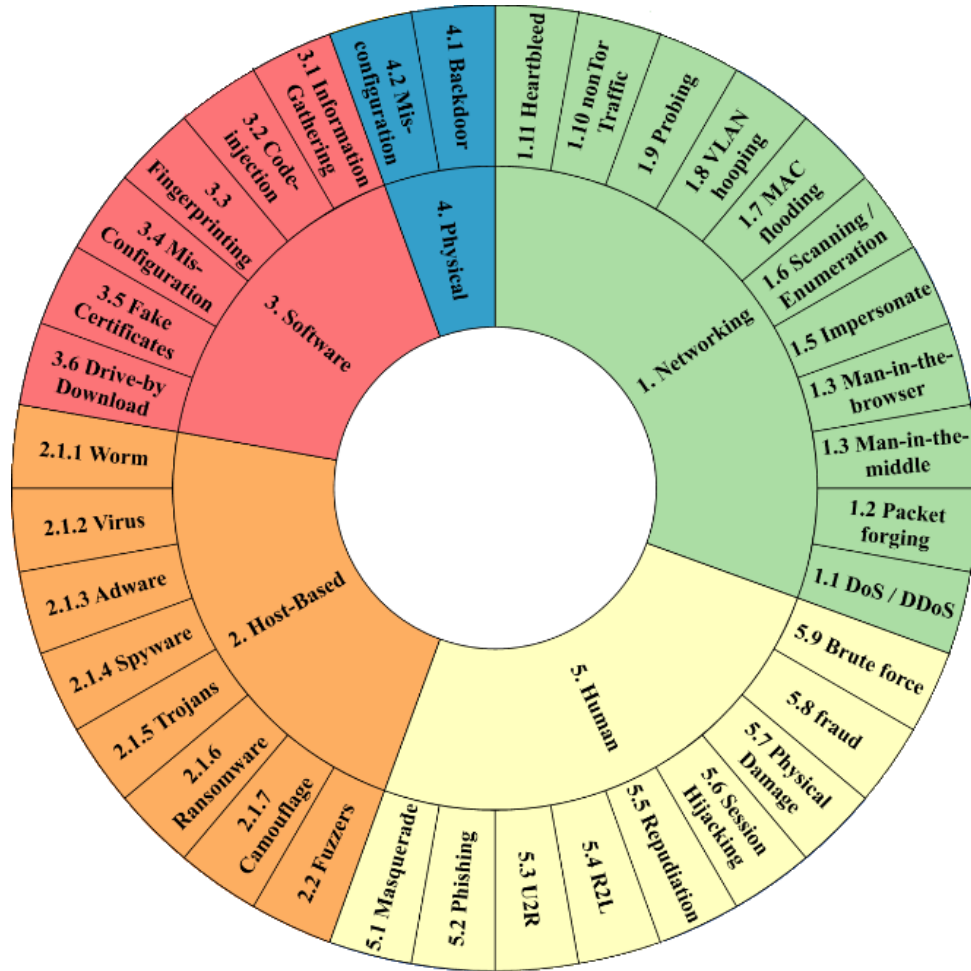 1. Networking
1.1 DoS / DDoS
1.2 Packet
forging
1.3 Man-in-the-
middle
1.3 Man-in-the-
browser
1.5 Impersonate
1.6 Scanning /
Enumeration
1.7 MAC
flooding
1.8 VLAN
hooping
1.9 Probing
1.10 nonTor
Traffic
1.11 Heartbleed
4. Physical
4.1 Backdoor
4.2 Mis-
configuration
3. Software
3.1 Information
Gathering
3.2 Code-
injection
3.3
Fingerprinting
3.4 Mis-
Configuration
3.5 Fake
Certificates
3.6 Drive-by
Download
2. Host-Based
2.1.1 Worm
2.1.2 Virus
2.1.3 Adware
2.1.4 Spyware
2.1.5 Trojans
2.1.6
Ransomware
2.1.7
Camouflage
2.2 Fuzzers
5. Human
5.1 Masquerade
5.2 Phishing
5.3 U2R
5.4 R2L
5.5 Repudiation
5.6 Session
Hijacking
5.7 Physical
Damage
5.8 fraud
5.9 Brute force